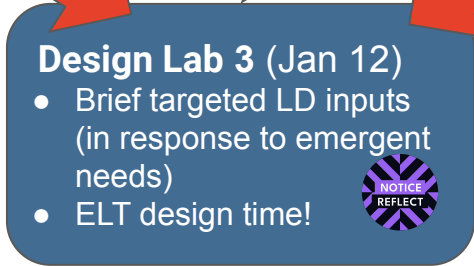 Design Lab 3 (Jan 12)
● Brief targeted LD inputs
(in response to emergent
needs)
● ELT design time!
NOTICE
REFLECT